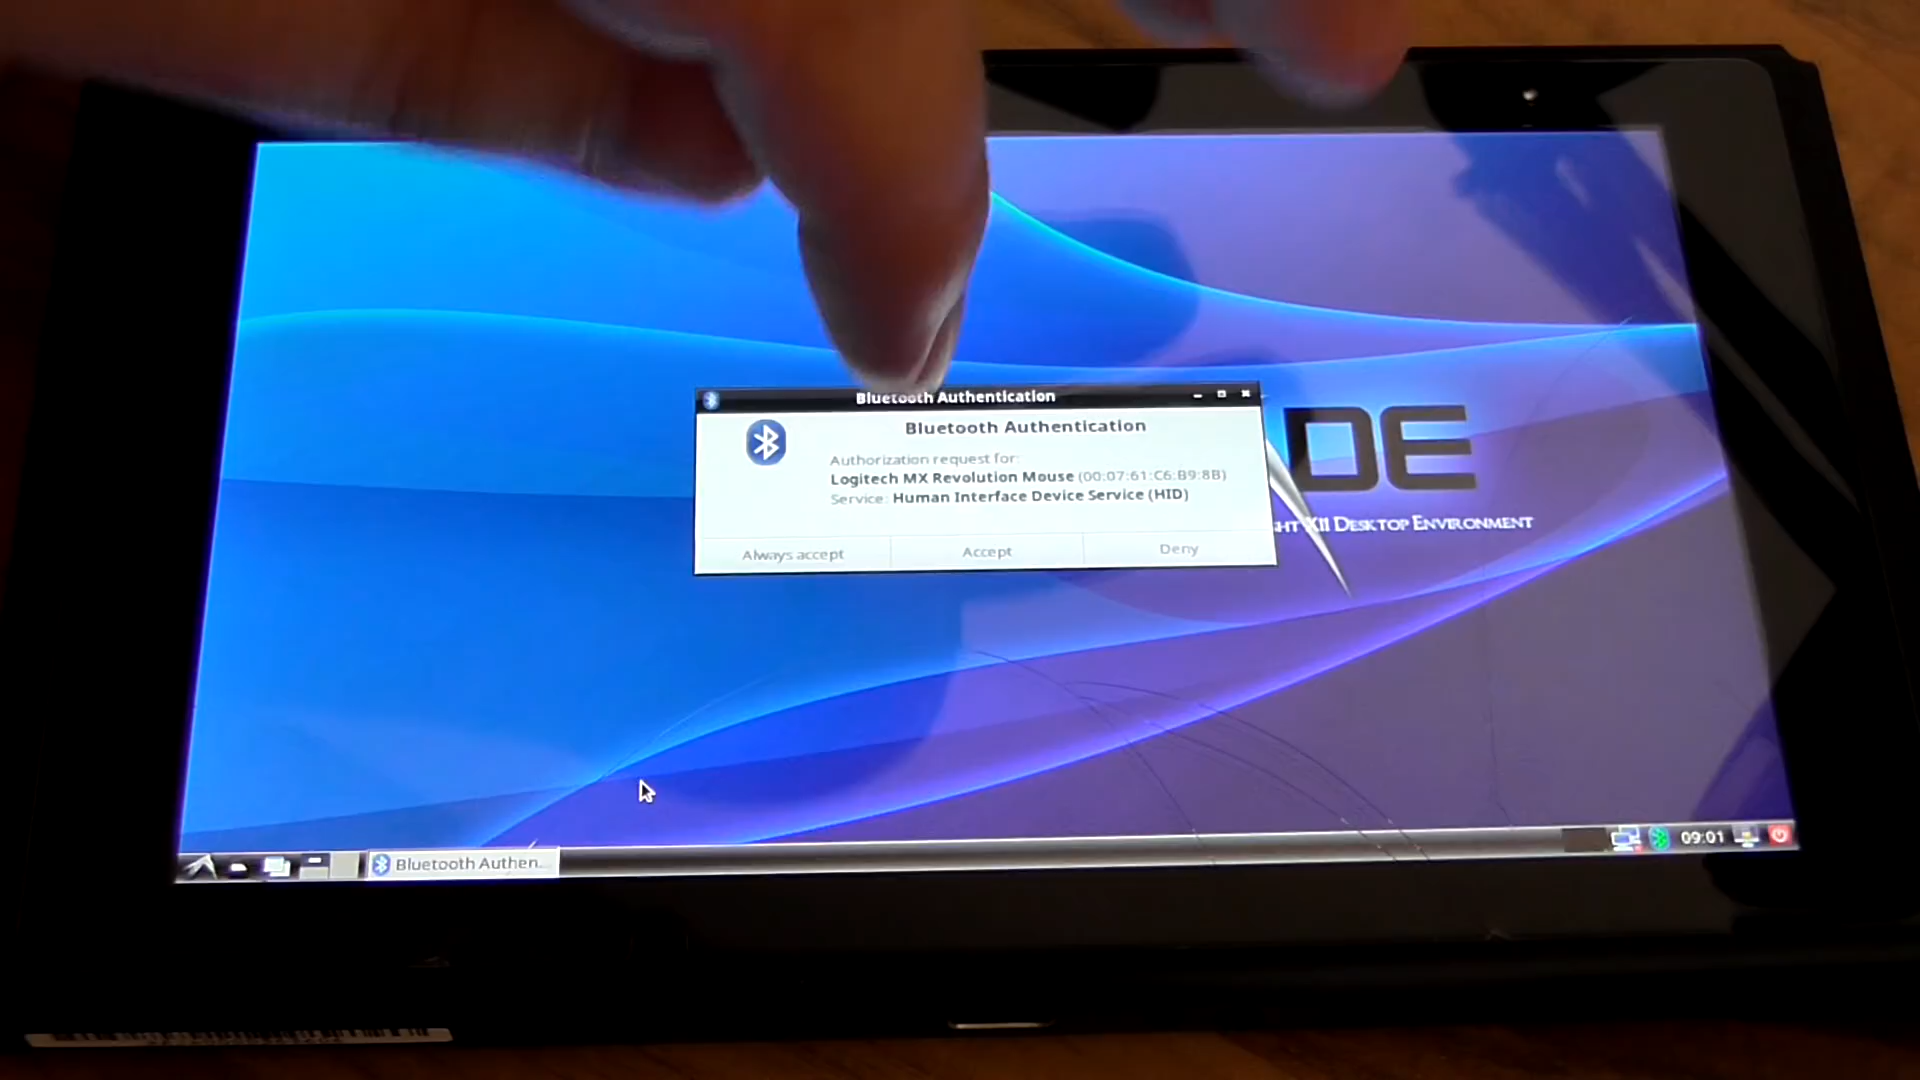 Bluetooth Authentication
Bluetooth Authentication
Authorization request for:
Logitech MX Revolution Mouse (00:07:61:C6:B9:8B)
Service: Human Interface Device Service (HID)
Always accept
Accept
Deny
DE
XII DESKTOP ENVIRONMENT
Bluetooth Authen...
09:01